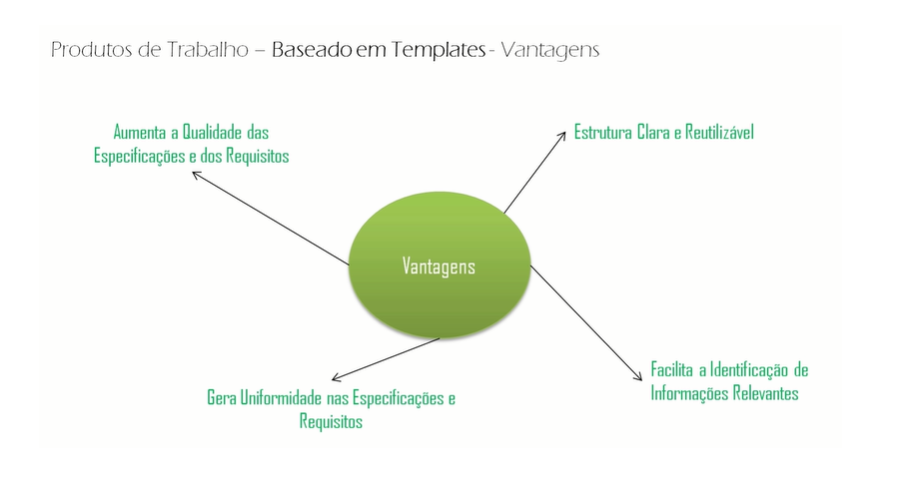 Produtos de Trabalho – Baseado em Templates - Vantagens
Aumenta a Qualidade das
Especificações e dos Requisitos
Estrutura Clara e Reutilizável
Vantagens
Facilita a Identificação de
Informações Relevantes
Gera Uniformidade nas Especificações e
Requisitos